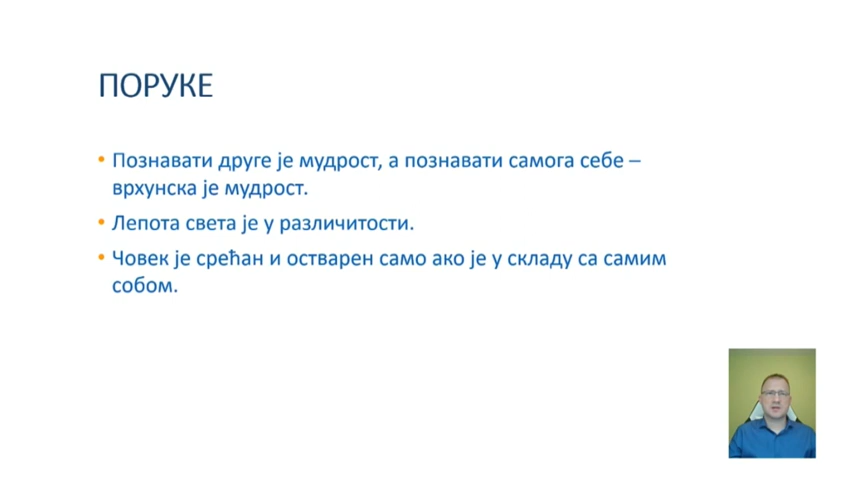 ПОРУКЕ
• Познавати друге је мудрост, а познавати самога себе –
врхунска је мудрост.
• Лепота света је у различитости.
• Човек је срећан и остварен само ако је у складу са самим
собом.